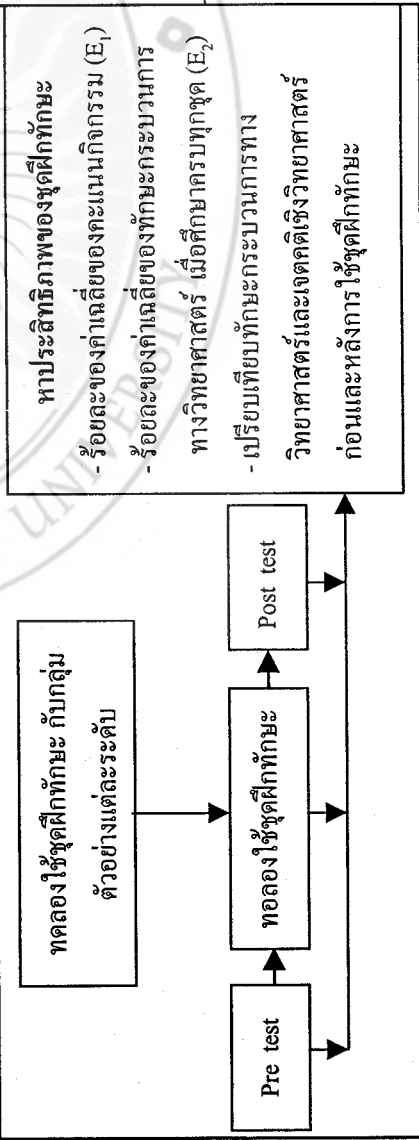 ทดลองใช้ชุดฝึกทักษะ กับกลุ่ม
ตัวอย่างแต่ละระดับ
Pre test
ทอลองใช้ชุดฝึกทักษะ
Post test
หาประสิทธิภาพของชุดฝึกทักษะ
- ร้อยละของค่าเฉลี่ยของคะแนนกิจกรรม (E₁)
- ร้อยละของค่าเฉลี่ยของทักษะกระบวนการ
ทางวิทยาศาสตร์ เมื่อศึกษาครบทุกชุด (E₂)
- เปรียบเทียบทักษะกระบวนการทาง
วิทยาศาสตร์และเจตคติเชิงวิทยาศาสตร์
ก่อนและหลังการใช้ชุดฝึกทักษะ
UNIVERSITY